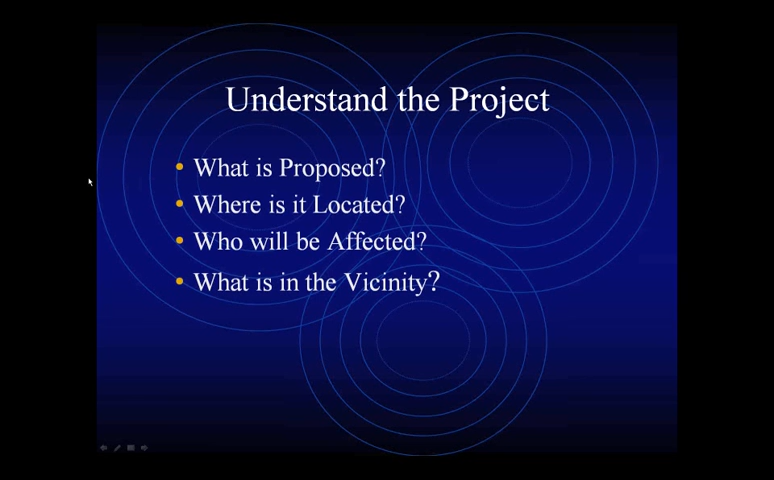 Understand the Project
• What is Proposed?
• Where is it Located?
• Who will be Affected?
• What is in the Vicinity?